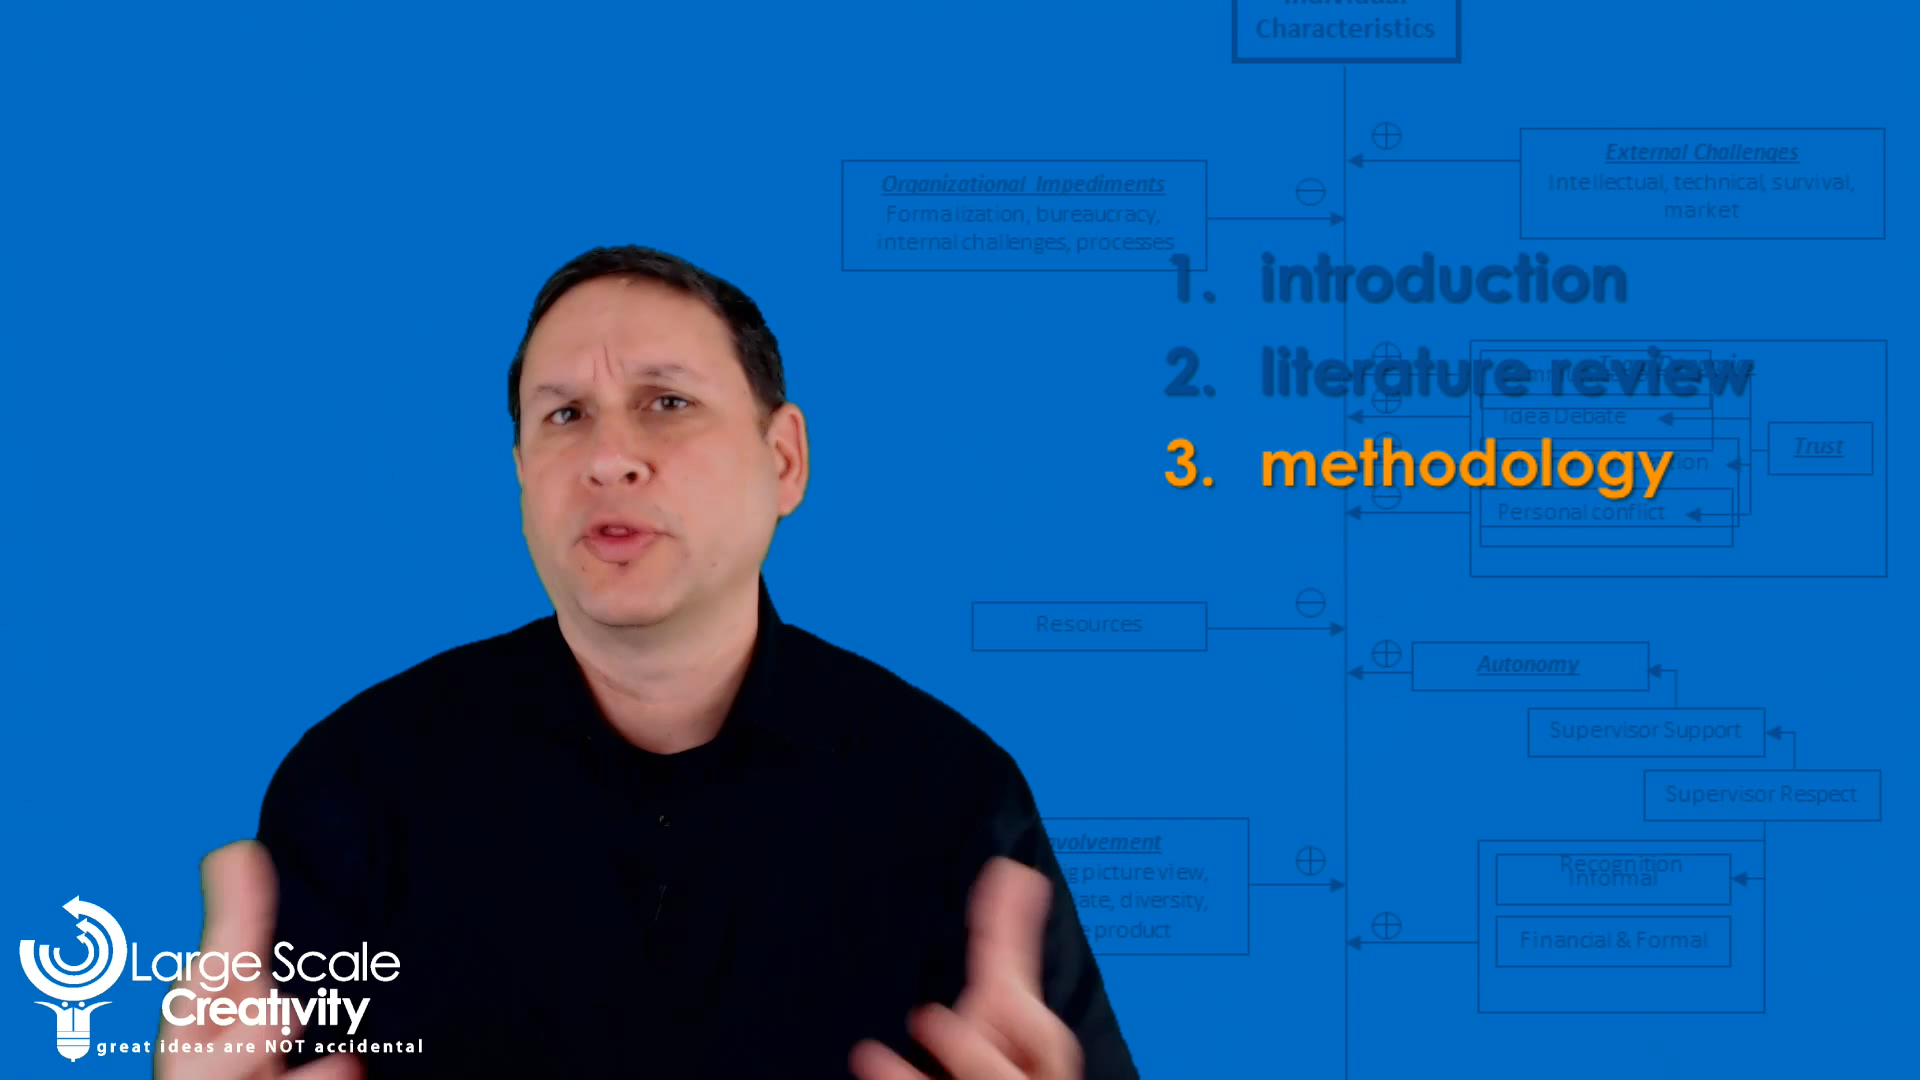 Characteristics
External Challenges
Intellectual, technical, survival,
market
Organizational Impediments
Formalization, bureaucracy,
internal challenges, processes
1. introduction
2. literature review
3. methodology
Idea Debate
Trust
Personal conflict
Resources
Autonomy
Supervisor Support
Supervisor Respect
picture view,
diversity,
product
Recognition
Informal
Financial & Formal
Large Scale
Creativity
great ideas are NOT accidental